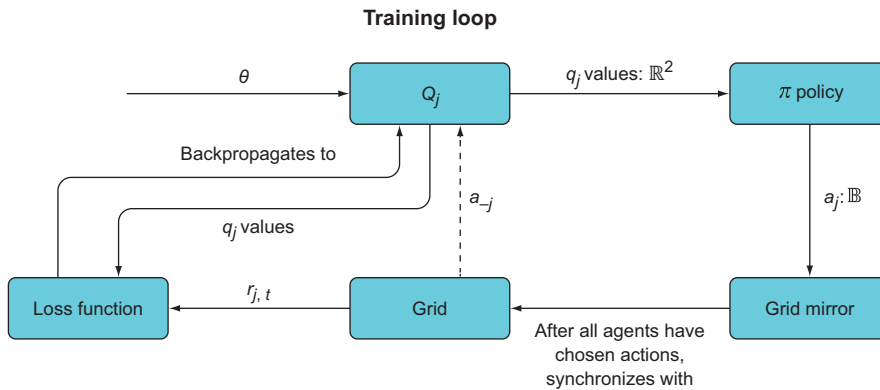 Training loop
θ
Q_j
q_j values: ℝ²
π policy
Backpropagates to
a_–j
a_j: 𝔹
q_j values
Loss function
r_j, t
Grid
Grid mirror
After all agents have
chosen actions,
synchronizes with